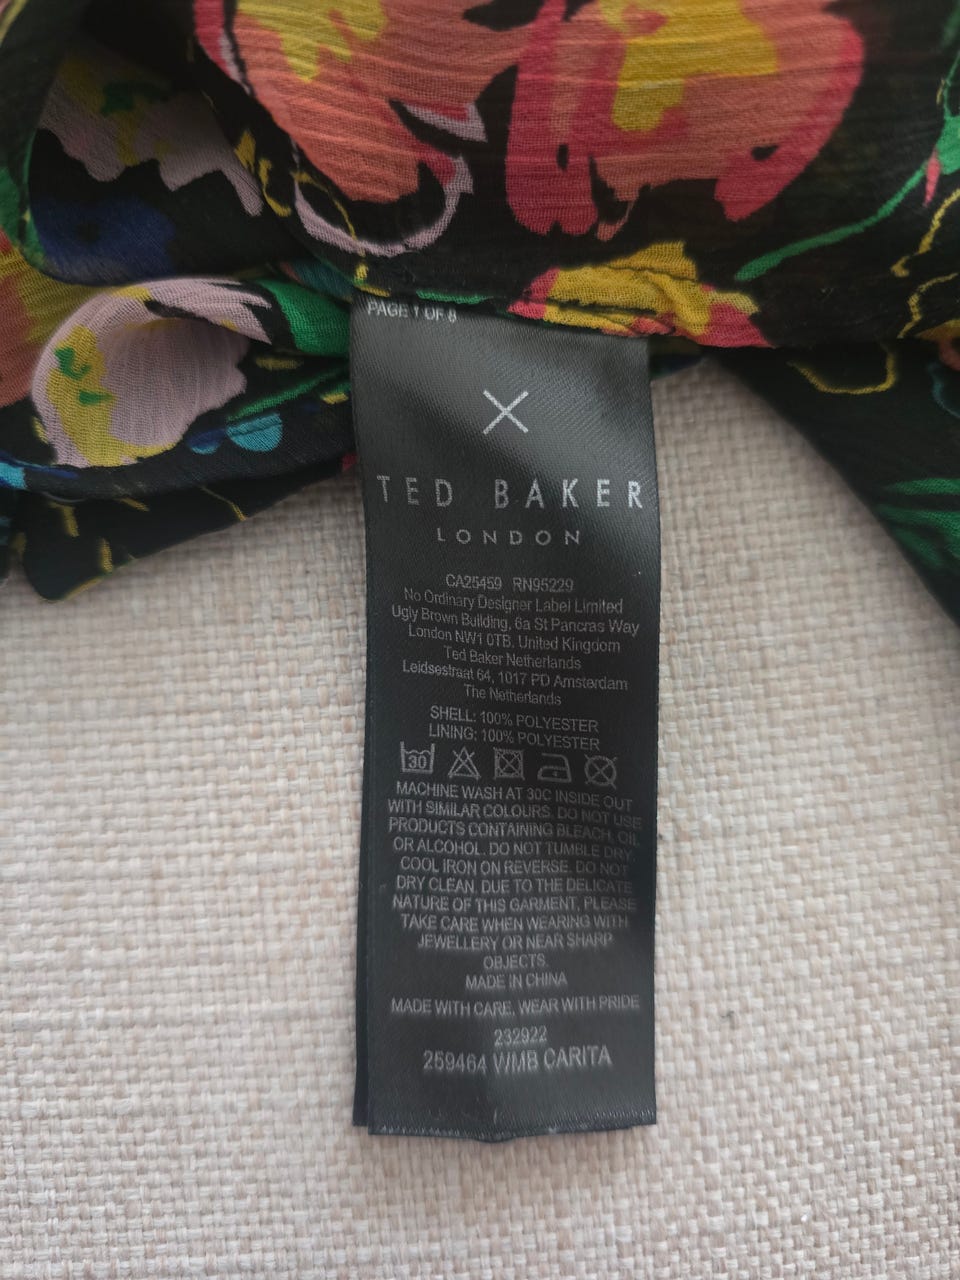 PAGE 1 OF 8
TED BAKER
LONDON
CA25459 RN95229
No Ordinary Designer Label Limited
Ugly Brown Building, 6a St Pancras Way
London NW1 0TB, United Kingdom
Ted Baker Netherlands
Leidsestraat 64, 1017 PD Amsterdam
The Netherlands
SHELL: 100% POLYESTER
LINING: 100% POLYESTER
30
MACHINE WASH AT 30C INSIDE OUT
WITH SIMILAR COLOURS. DO NOT USE
PRODUCTS CONTAINING BLEACH, OIL
OR ALCOHOL. DO NOT TUMBLE DRY.
COOL IRON ON REVERSE. DO NOT
DRY CLEAN. DUE TO THE DELICATE
NATURE OF THIS GARMENT, PLEASE
TAKE CARE WHEN WEARING WITH
JEWELLERY OR NEAR SHARP
OBJECTS.
MADE IN CHINA
MADE WITH CARE, WEAR WITH PRIDE
232922
259464 WMB CARITA